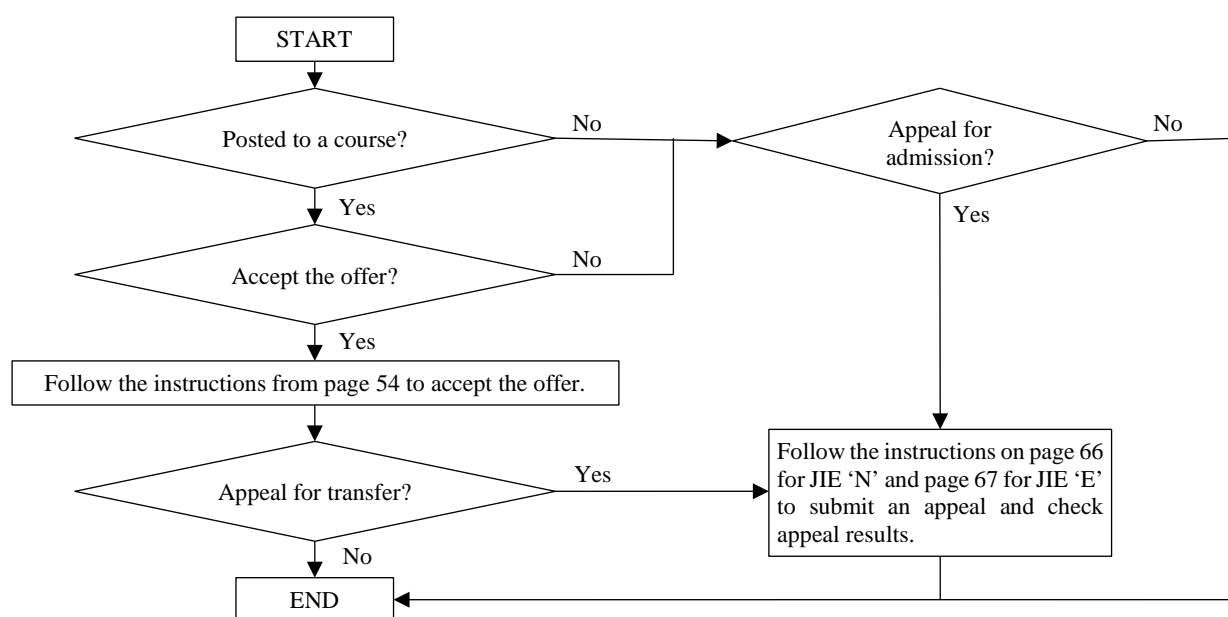 START
Posted to a course?
No
Appeal for
admission?
No
Yes
Yes
Accept the offer?
No
Yes
Follow the instructions from page 54 to accept the offer.
Appeal for transfer?
Yes
Follow the instructions on page 66
for JIE ‘N’ and page 67 for JIE ‘E’
to submit an appeal and check
appeal results.
No
END